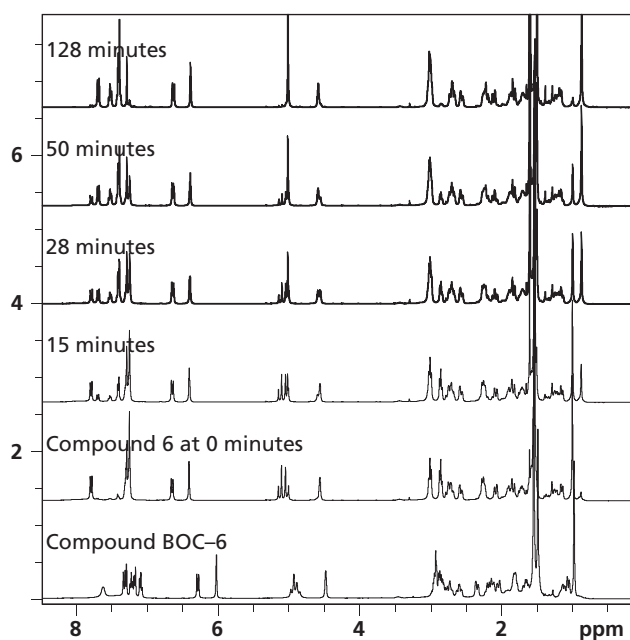 128 minutes
6
50 minutes
28 minutes
4
15 minutes
Compound 6 at 0 minutes
2
Compound BOC–6
8 6 4 2 ppm